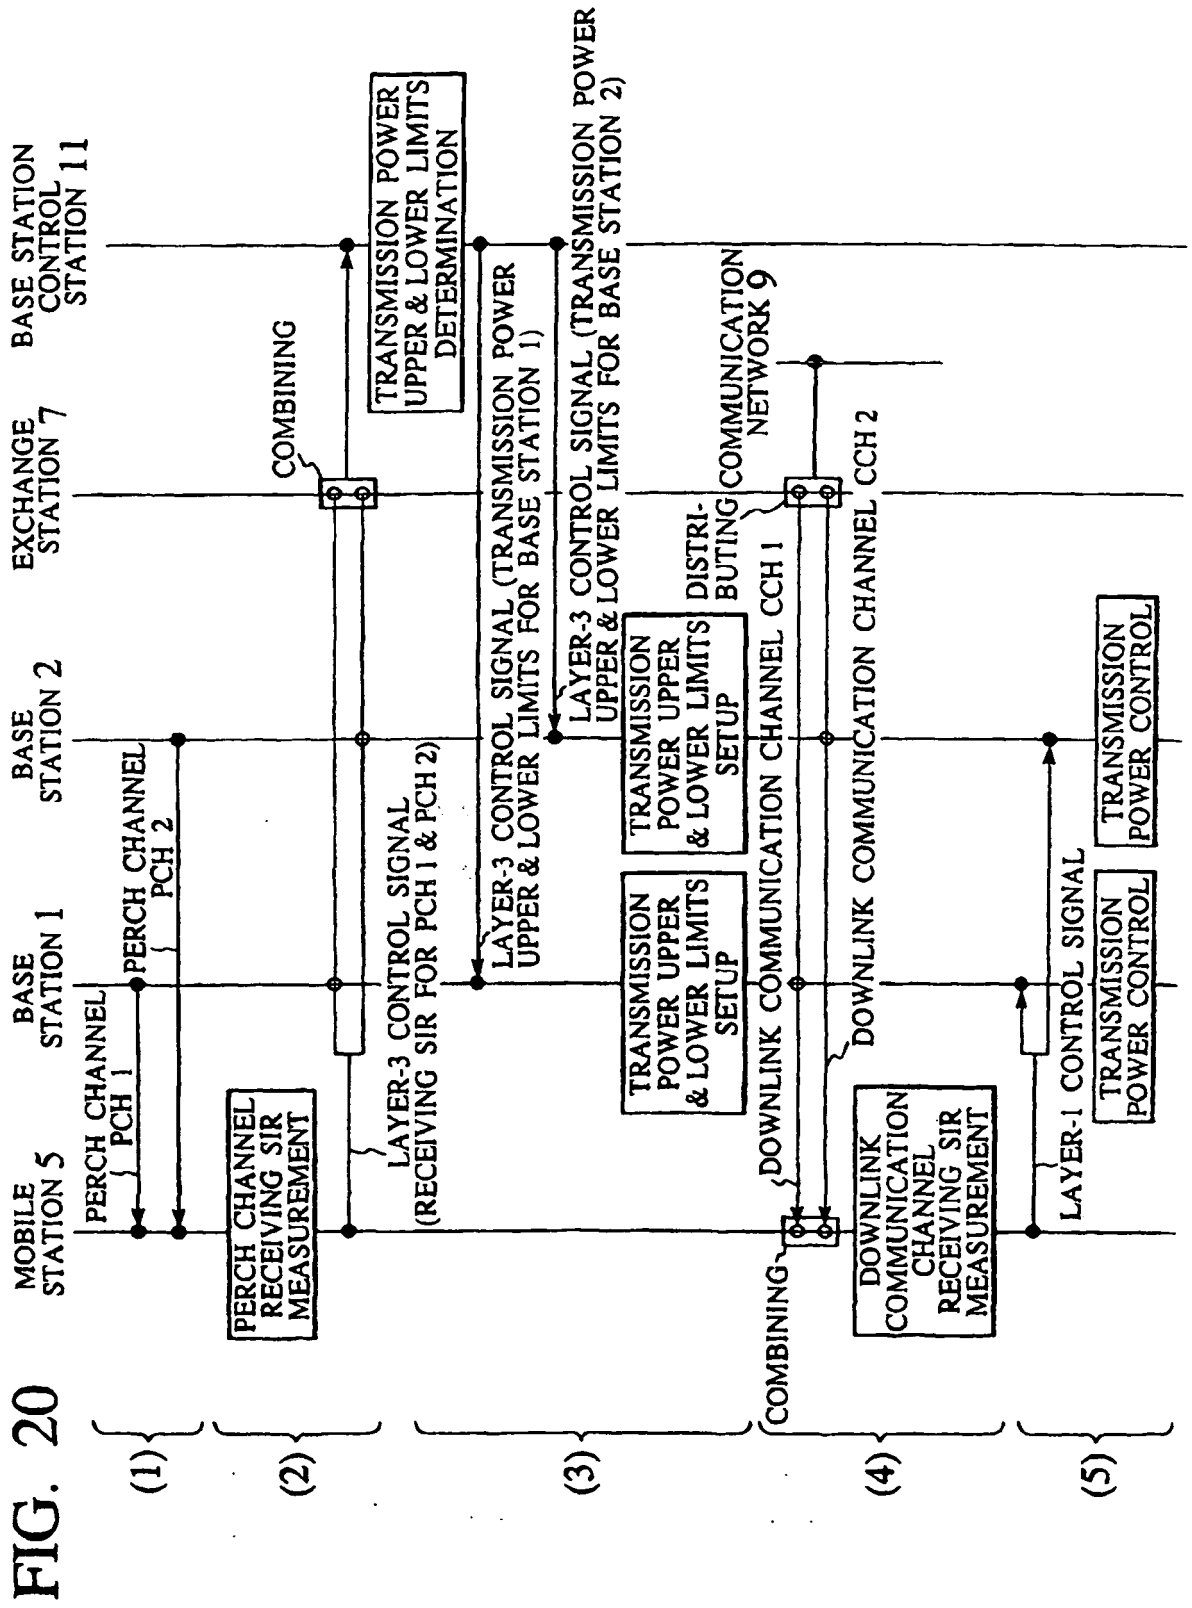 FIG. 20
MOBILE
STATION 5
BASE
STATION 1
BASE
STATION 2
EXCHANGE
STATION 7
BASE STATION
CONTROL
STATION 11
(1)
PERCH CHANNEL
PCH 1
PERCH CHANNEL
PCH 2
(2)
PERCH CHANNEL
RECEIVING SIR
MEASUREMENT
COMBINING
LAYER-3 CONTROL SIGNAL
(RECEIVING SIR FOR PCH 1 & PCH 2)
TRANSMISSION POWER
UPPER & LOWER LIMITS
DETERMINATION
(3)
LAYER-3 CONTROL SIGNAL (TRANSMISSION POWER
UPPER & LOWER LIMITS FOR BASE STATION 1)
LAYER-3 CONTROL SIGNAL (TRANSMISSION POWER
UPPER & LOWER LIMITS FOR BASE STATION 2)
TRANSMISSION
POWER UPPER
& LOWER LIMITS
SETUP
TRANSMISSION
POWER UPPER
& LOWER LIMITS
SETUP
DISTRI-
BUTING
COMMUNICATION
NETWORK 9
(4)
COMBINING
DOWNLINK COMMUNICATION CHANNEL CCH 1
DOWNLINK COMMUNICATION CHANNEL CCH 2
DOWNLINK
COMMUNICATION
CHANNEL
RECEIVING SIR
MEASUREMENT
(5)
LAYER-1 CONTROL SIGNAL
TRANSMISSION
POWER CONTROL
TRANSMISSION
POWER CONTROL